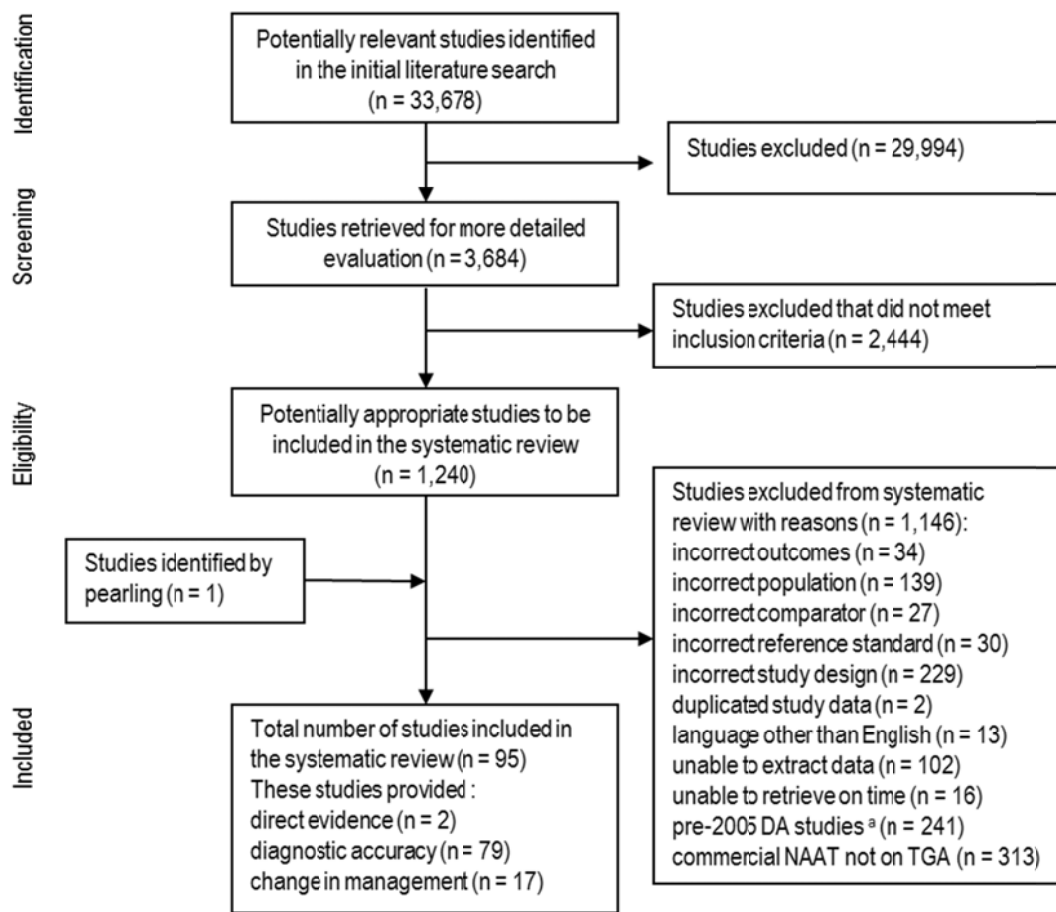 Identification
Potentially relevant studies identified
in the initial literature search
(n = 33,678)
Studies excluded (n = 29,994)
Screening
Studies retrieved for more detailed
evaluation (n = 3,684)
Studies excluded that did not meet
inclusion criteria (n = 2,444)
Eligibility
Potentially appropriate studies to be
included in the systematic review
(n = 1,240)
Studies identified by
pearling (n = 1)
Studies excluded from systematic
review with reasons (n = 1,146):
incorrect outcomes (n = 34)
incorrect population (n = 139)
incorrect comparator (n = 27)
incorrect reference standard (n = 30)
incorrect study design (n = 229)
duplicated study data (n = 2)
language other than English (n = 13)
unable to extract data (n = 102)
unable to retrieve on time (n = 16)
pre-2005 DA studies a (n = 241)
commercial NAAT not on TGA (n = 313)
Included
Total number of studies included in
the systematic review (n = 95)
These studies provided :
direct evidence (n = 2)
diagnostic accuracy (n = 79)
change in management (n = 17)